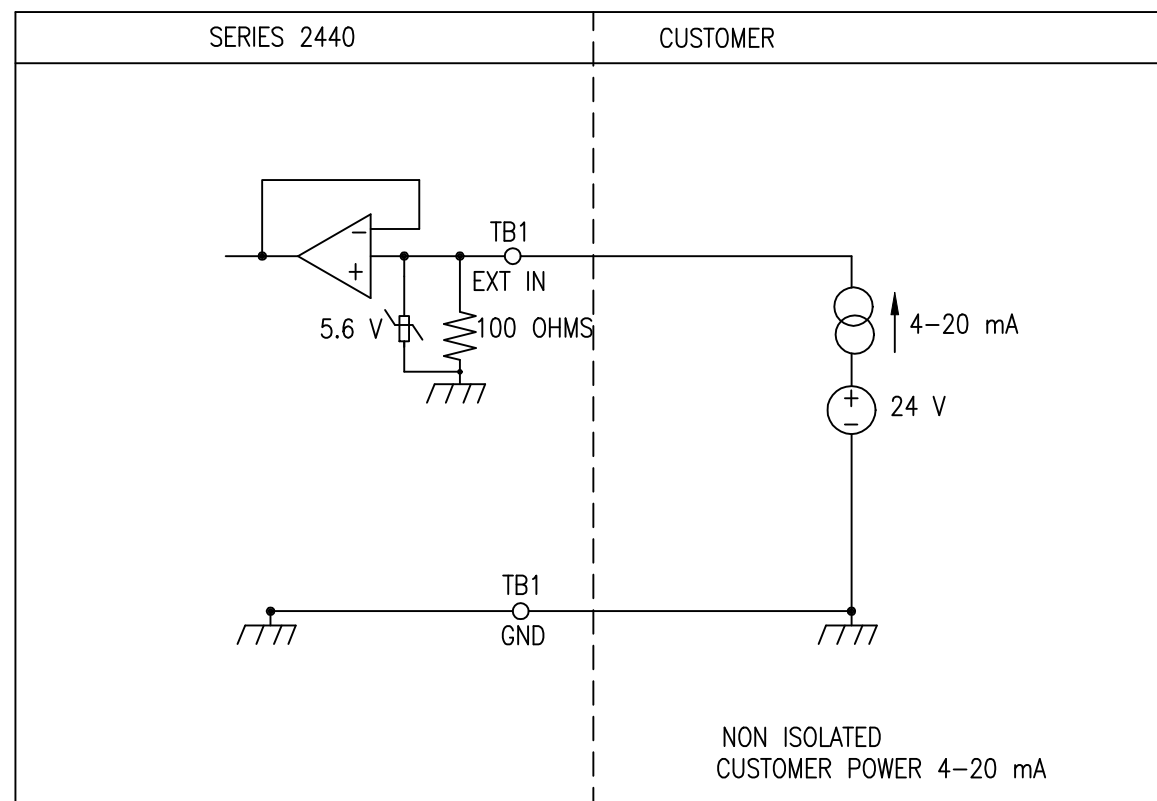 SERIES 2440
CUSTOMER
TB1
EXT IN
5.6 V
100 OHMS
4-20 mA
24 V
TB1
GND
NON ISOLATED
CUSTOMER POWER 4-20 mA